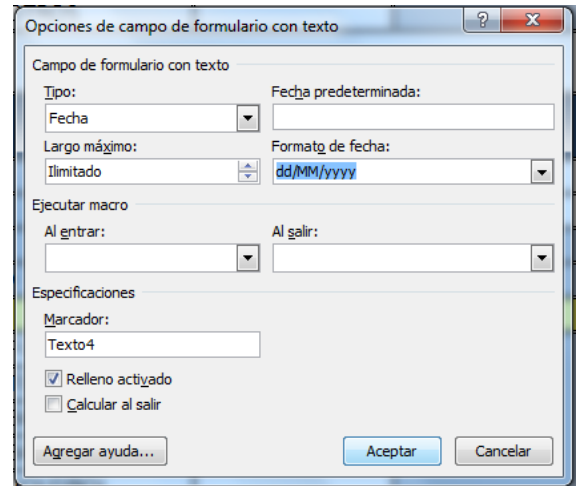 Opciones de campo de formulario con texto
Campo de formulario con texto
Tipo:
Fecha predeterminada:
Fecha
Largo máximo:
Formato de fecha:
Ilimitado
dd/MM/yyyy
Ejecutar macro
Al entrar:
Al salir:
Especificaciones
Marcador:
Texto4
Relleno activado
Calcular al salir
Agregar ayuda...
Aceptar
Cancelar